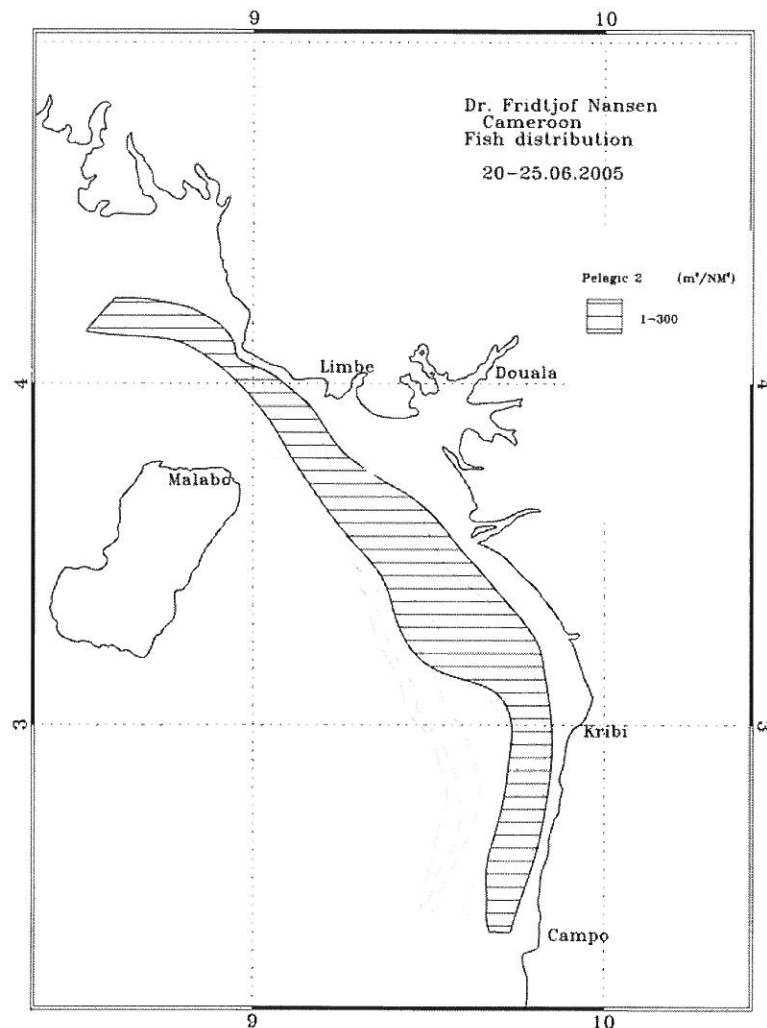 9 10
Dr. Fridtjof Nansen
Cameroon
Fish distribution
20-25.06.2005
Pelagic 2 (m²/NM²)
1-300
Limbe
Douala
4 4
Malabo
3 3
Kribi
Campo
9 10